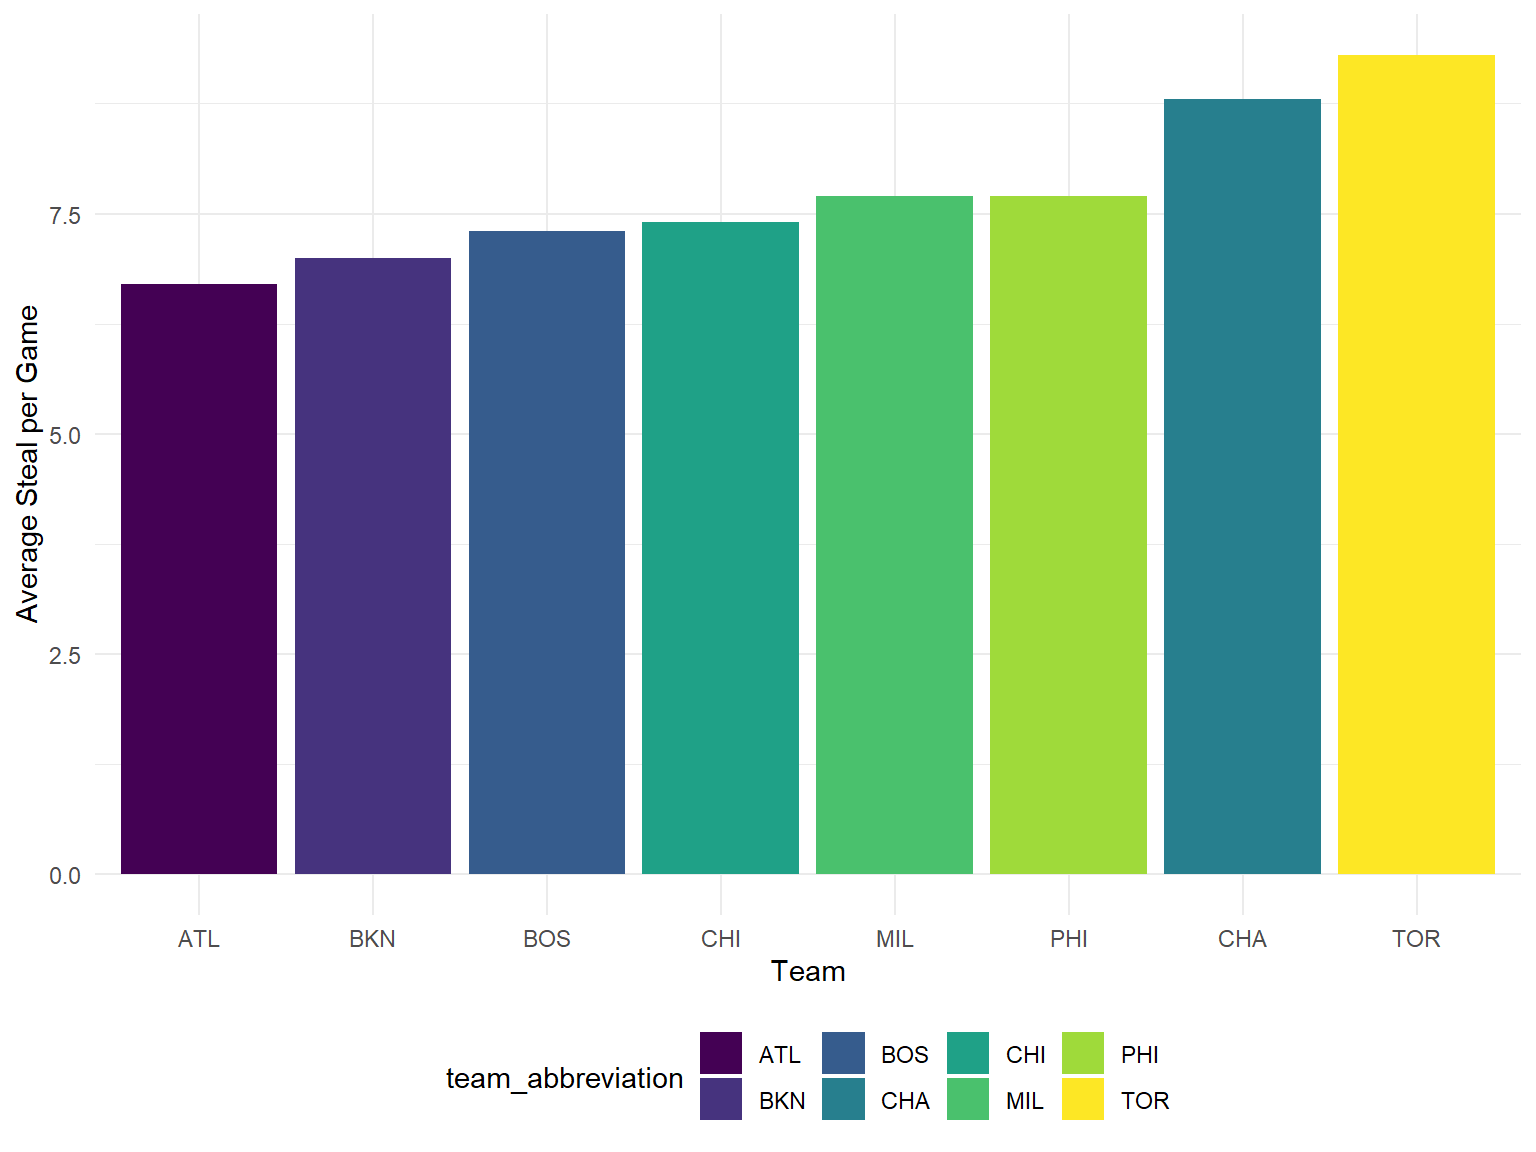 Average Steal per Game
7.5
5.0
2.5
0.0
ATL BKN BOS CHI MIL PHI CHA TOR
Team
team_abbreviation
ATL BOS CHI PHI
BKN CHA MIL TOR